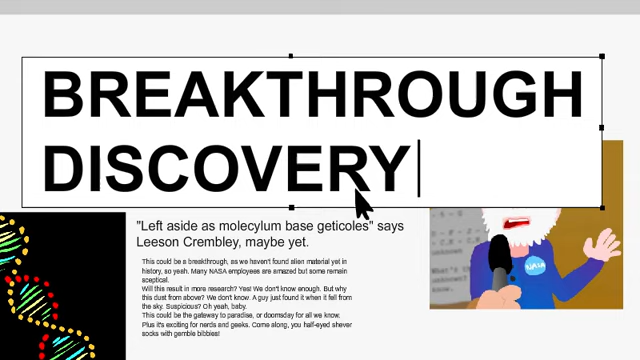 BREAKTHROUGH
DISCOVERY
"Left aside as molecylum base geticoles" says
Leeson Crembley, maybe yet.
This could be a breakthrough, as we haven't found alien material yet in
history, so yeah. Many NASA employees are amazed but some remain
sceptical.
Will this result in more research? Yes! We don't know enough. But why
this dust from above? We don't know. A guy just found it when it fell from
the sky. Suspicious? Oh yeah, baby.
This could be the gateway to paradise, or doomsday for all we know.
Plus it's exciting for nerds and geeks. Come along, you half-eyed shever
socks with gemble bibbies!
What's
unknown
NASA